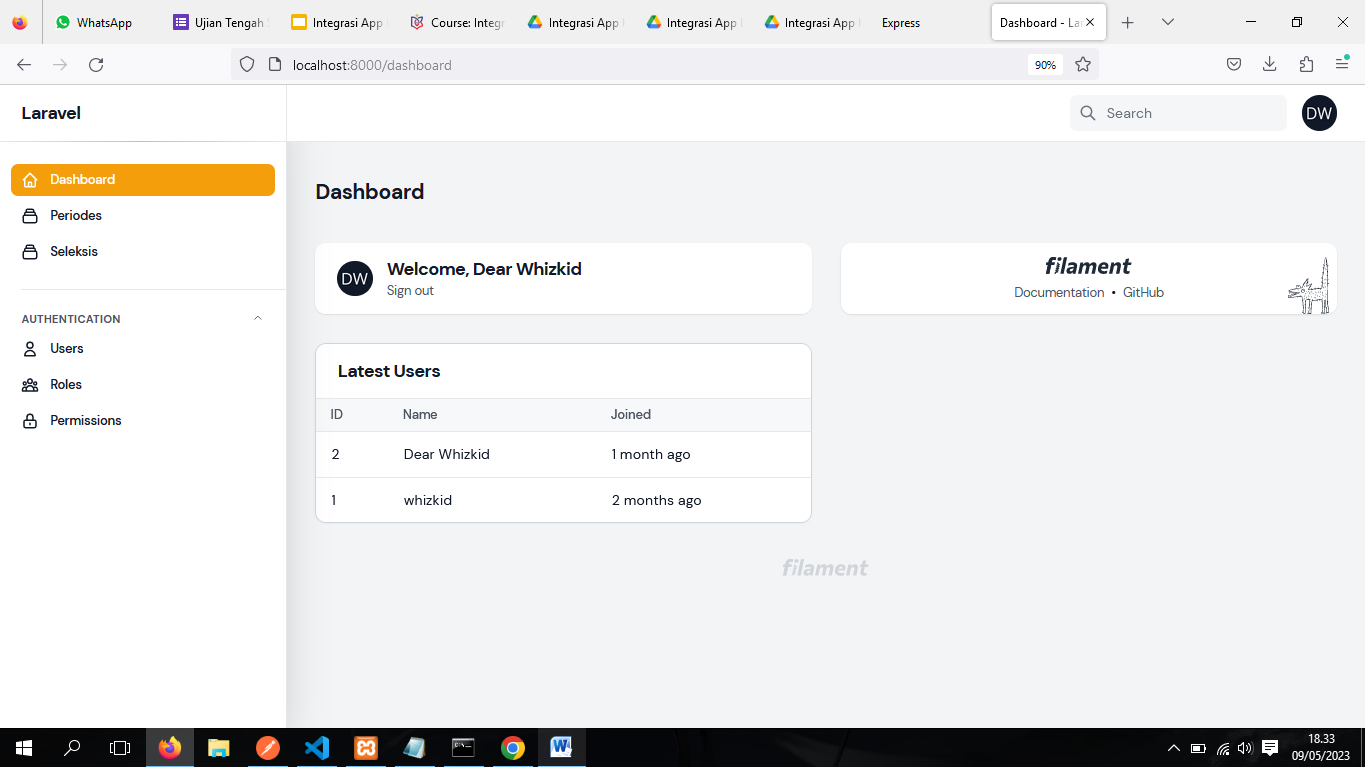 WhatsApp
Ujian Tengah
Integrasi App
Course: Integr
Integrasi App
Integrasi App
Integrasi App
Express
Dashboard - La
localhost:8000/dashboard
90%
Laravel
Search
DW
Dashboard
Periodes
Seleksis
AUTHENTICATION
Users
Roles
Permissions
Dashboard
DW
Welcome, Dear Whizkid
Sign out
filament
Documentation • GitHub
Latest Users
ID Name Joined
2 Dear Whizkid 1 month ago
1 whizkid 2 months ago
filament
18.33
09/05/2023